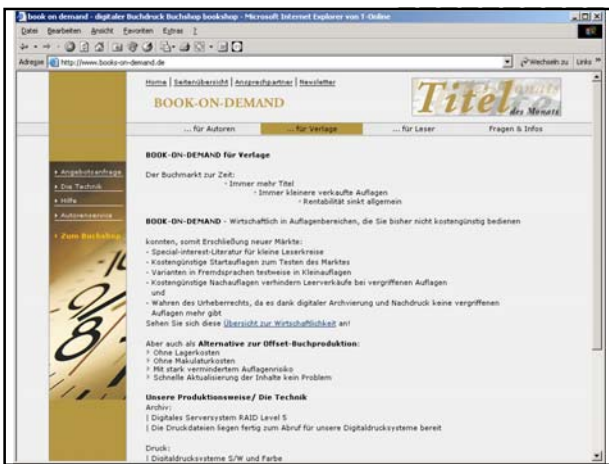 book on demand - digitaler Buchdruck Buchshop bookshop - Microsoft Internet Explorer von T-Online
Datei Bearbeiten Ansicht Favoriten Extras ?
Adresse http://www.books-on-demand.de Wechseln zu Links »
Home | Seitenübersicht | Ansprechpartner | Newsletter
BOOK-ON-DEMAND
Titel
des Monats
... für Autoren ... für Verlage ... für Leser Fragen & Infos
Angebotsanfrage
Die Technik
Hilfe
Autorenservice
Zum Buchshop
BOOK-ON-DEMAND für Verlage
Der Buchmarkt zur Zeit:
- Immer mehr Titel
- Immer kleinere verkaufte Auflagen
- Rentabilität sinkt allgemein
BOOK-ON-DEMAND - Wirtschaftlich in Auflagenbereichen, die Sie bisher nicht kostengünstig bedienen
konnten, somit Erschließung neuer Märkte:
- Special-interest-Literatur für kleine Leserkreise
- Kostengünstige Startauflagen zum Testen des Marktes
- Varianten in Fremdsprachen testweise in Kleinauflagen
- Kostengünstige Nachauflagen verhindern Leerverkäufe bei vergriffenen Auflagen
und
- Wahren des Urheberrechts, da es dank digitaler Archivierung und Nachdruck keine vergriffenen
Auflagen mehr gibt
Sehen Sie sich diese Übersicht zur Wirtschaftlichkeit an!
Aber auch als Alternative zur Offset-Buchproduktion:
Ohne Lagerkosten
Ohne Makulaturkosten
Mit stark vermindertem Auflagenrisiko
Schnelle Aktualisierung der Inhalte kein Problem
Unsere Produktionsweise/ Die Technik
Archiv:
| Digitales Serversystem RAID Level 5
| Die Druckdateien liegen fertig zum Abruf für unsere Digitaldrucksysteme bereit
Druck:
| Digitaldrucksysteme S/W und Farbe